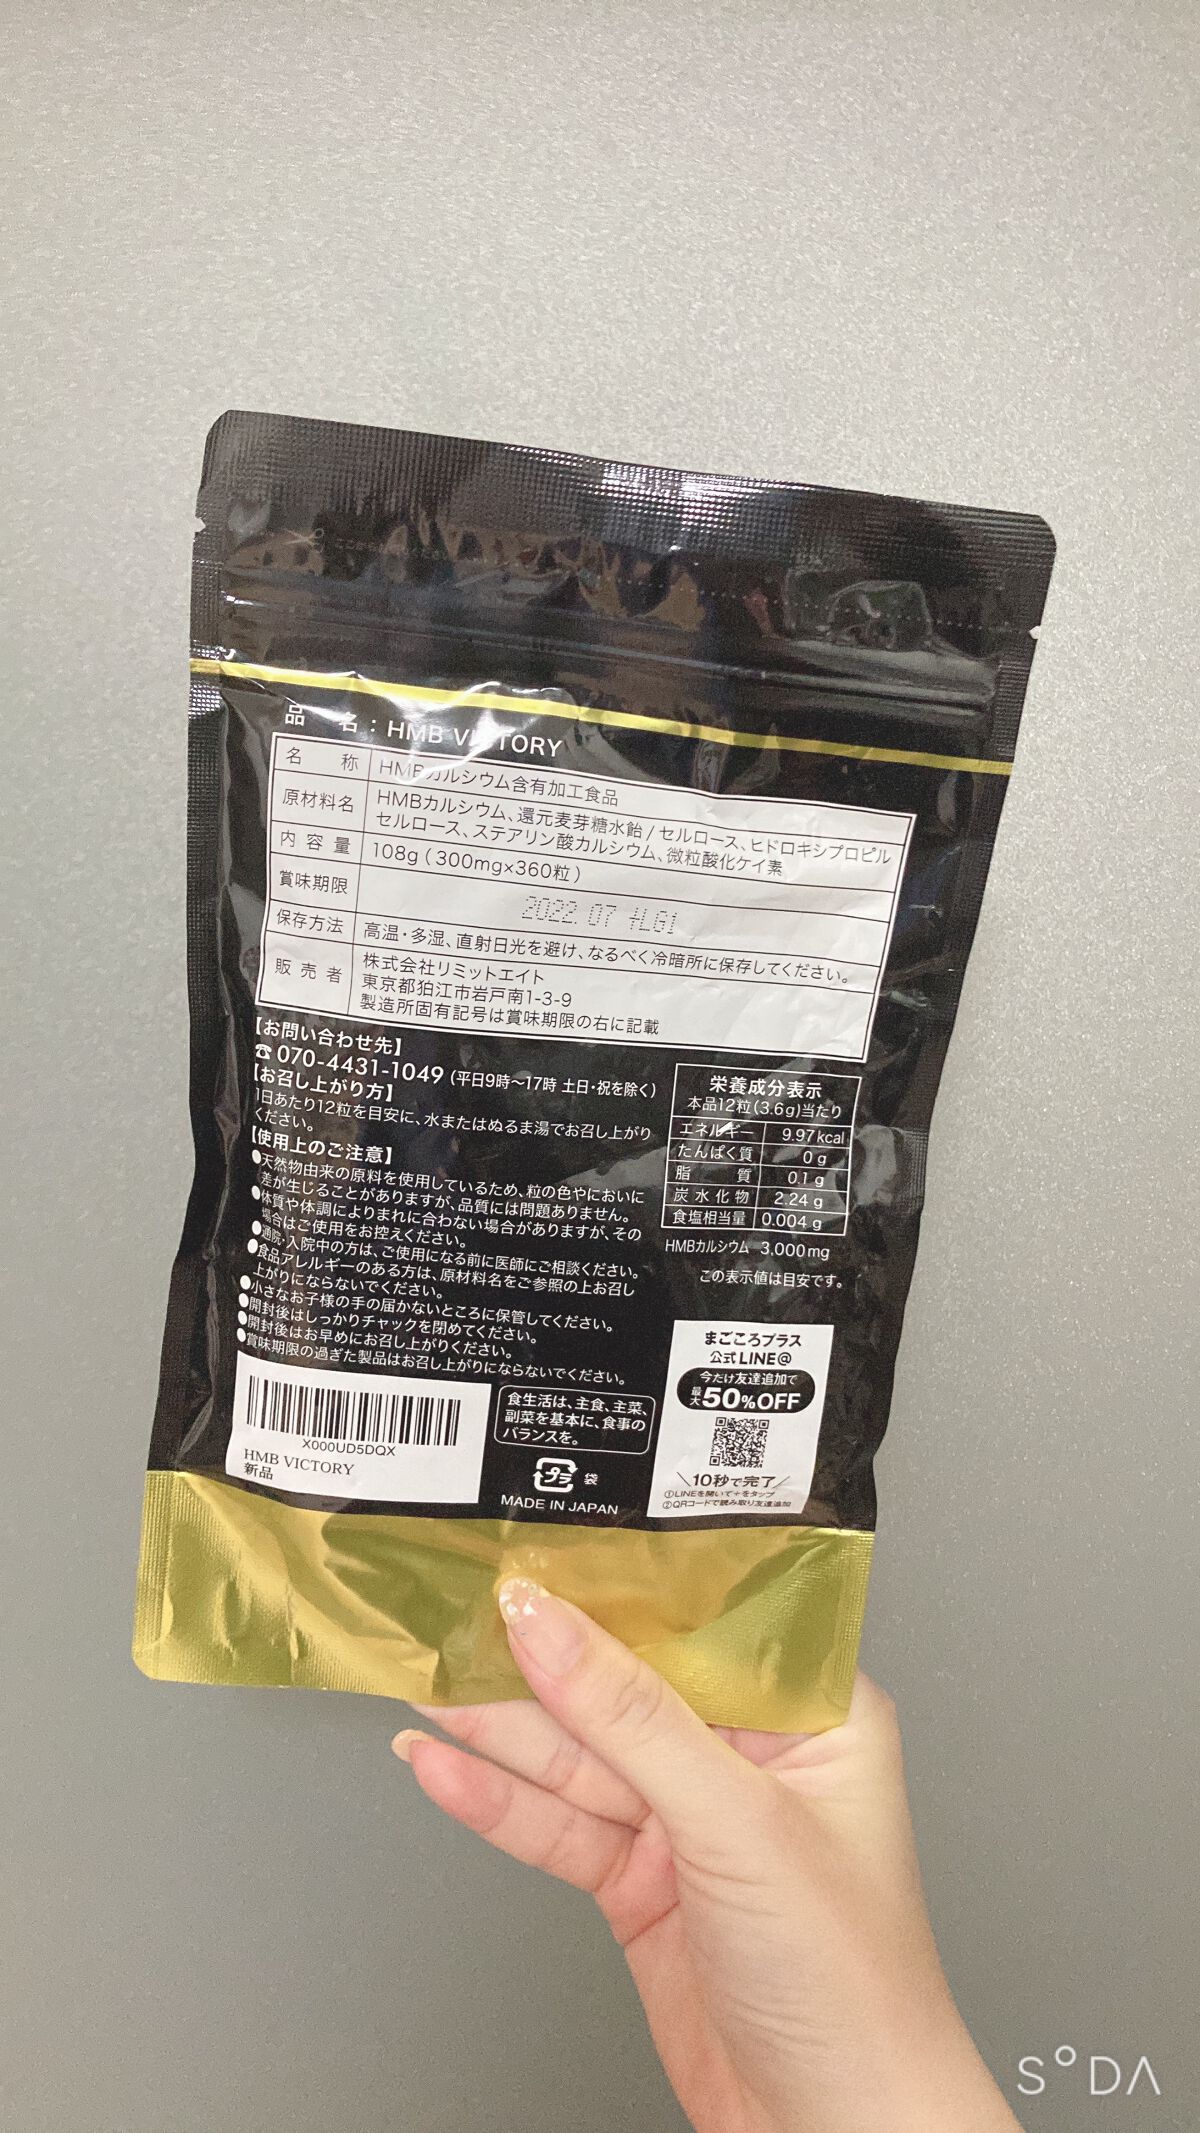 品 名：HMB VICTORY
名 称 HMBカルシウム含有加工食品
原材料名 HMBカルシウム、還元麦芽糖水飴/セルロース、ヒドロキシプロピル
セルロース、ステアリン酸カルシウム、微粒酸化ケイ素
内容量 108g(300mg×360粒)
賞味期限 2022.07
保存方法 高温・多湿、直射日光を避け、なるべく冷暗所に保存してください。
販売者 株式会社リミットエイト
東京都狛江市岩戸南1-3-9
製造所固有記号は賞味期限の右に記載
【お問い合わせ先】
☎070-4431-1049(平日9時〜17時 土日・祝を除く)
【お召し上がり方】
1日あたり12粒を目安に、水またはぬるま湯でお召し上がり
ください。
【使用上のご注意】
●天然物由来の原料を使用しているため、粒の色やにおいに
差が生じることがありますが、品質には問題ありません。
●体質や体調によりまれに合わない場合がありますが、その
場合はご使用をお控えください。
●通院・入院中の方は、ご使用になる前に医師にご相談ください。
●食品アレルギーのある方は、原材料名をご参照の上お召し
上がりにならないでください。
●小さなお子様の手の届かないところに保管してください。
●開封後はしっかりチャックを閉めてください。
●開封後はお早めにお召し上がりください。
●賞味期限の過ぎた製品はお召し上がりにならないでください。
栄養成分表示
本品12粒(3.6g)当たり
エネルギー 9.97kcal
たんぱく質 0g
脂 質 0.1g
炭水化物 2.24g
食塩相当量 0.004g
HMBカルシウム 3,000mg
この表示値は目安です。
X000UD5DQX
HMB VICTORY
新品
食生活は、主食、主菜、
副菜を基本に、食事の
バランスを。
プラ 袋
MADE IN JAPAN
まごころプラス
公式LINE@
今だけ友達追加で
最大50%OFF
＼10秒で完了／
①LINEを開いて+をタップ
②QRコードで読み取り友達追加
SODA